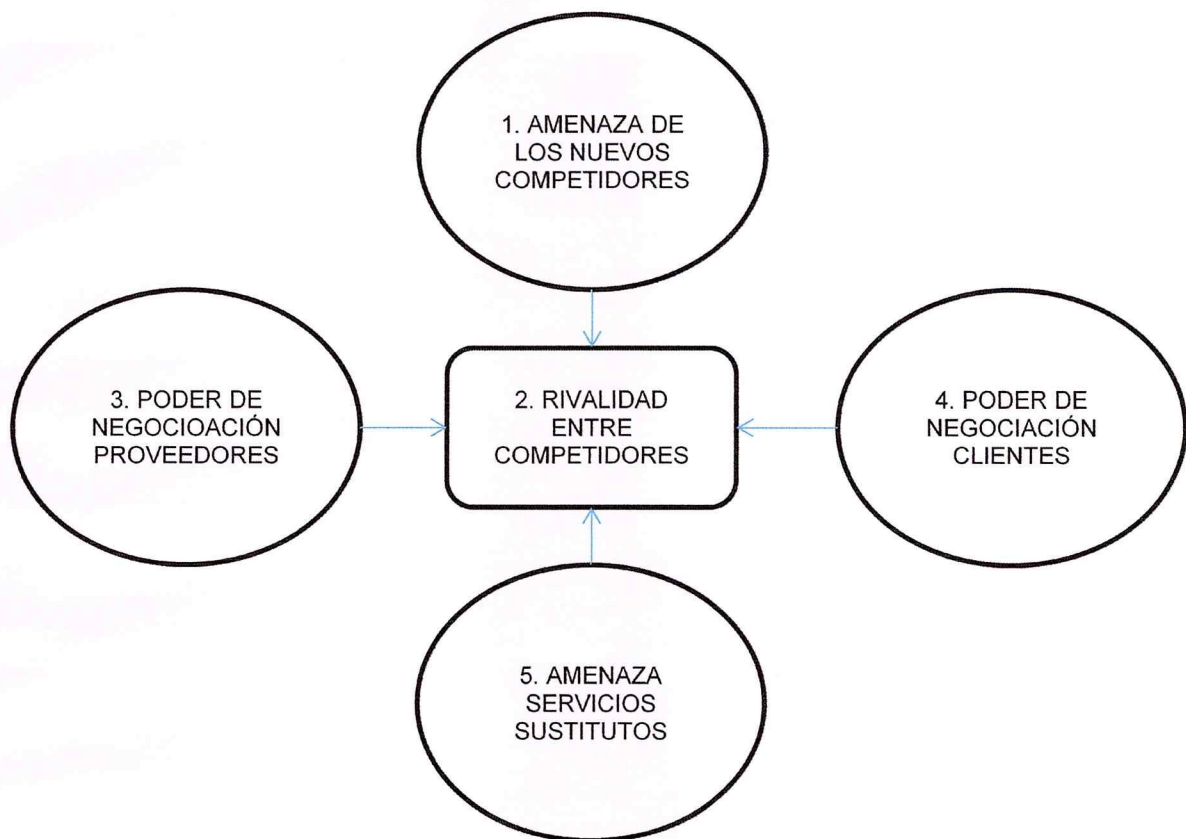 1. AMENAZA DE
LOS NUEVOS
COMPETIDORES
3. PODER DE
NEGOCIOACIÓN
PROVEEDORES
2. RIVALIDAD
ENTRE
COMPETIDORES
4. PODER DE
NEGOCIACIÓN
CLIENTES
5. AMENAZA
SERVICIOS
SUSTITUTOS